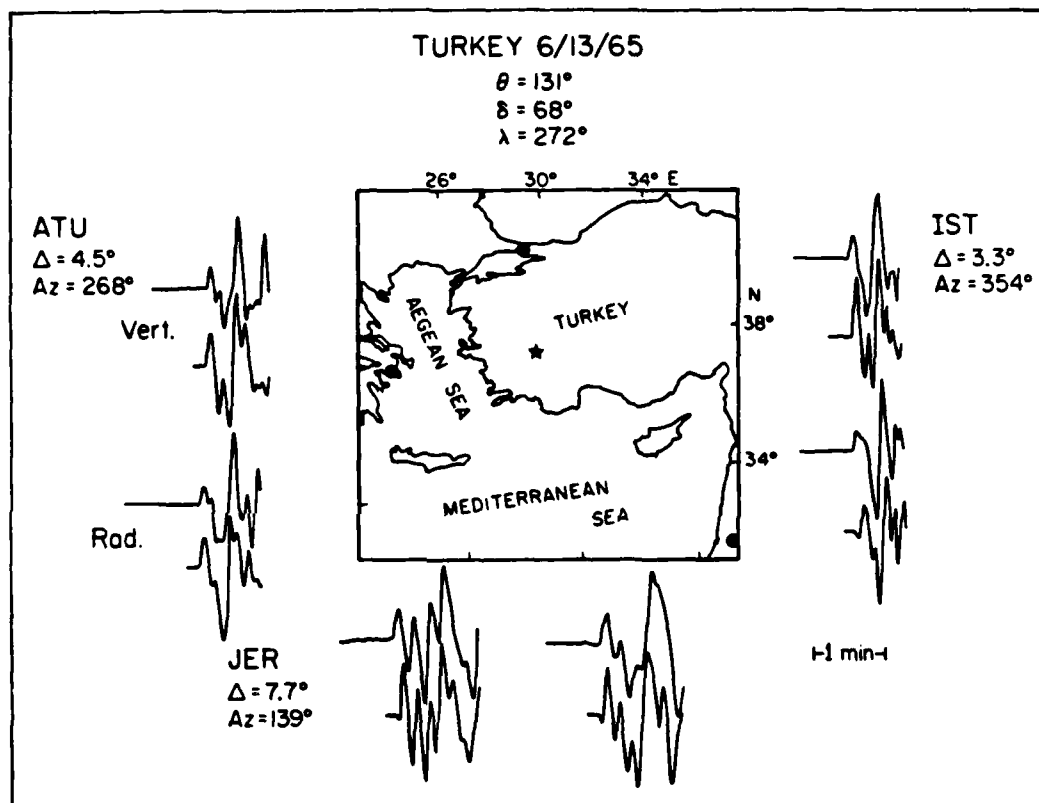 TURKEY 6/13/65
θ = 131°
δ = 68°
λ = 272°
26° 30° 34° E
ATU
Δ = 4.5°
Az = 268°
Vert.
Rad.
IST
Δ = 3.3°
Az = 354°
N
38°
34°
AEGEAN SEA
TURKEY
MEDITERRANEAN
SEA
JER
Δ = 7.7°
Az = 139°
1 min